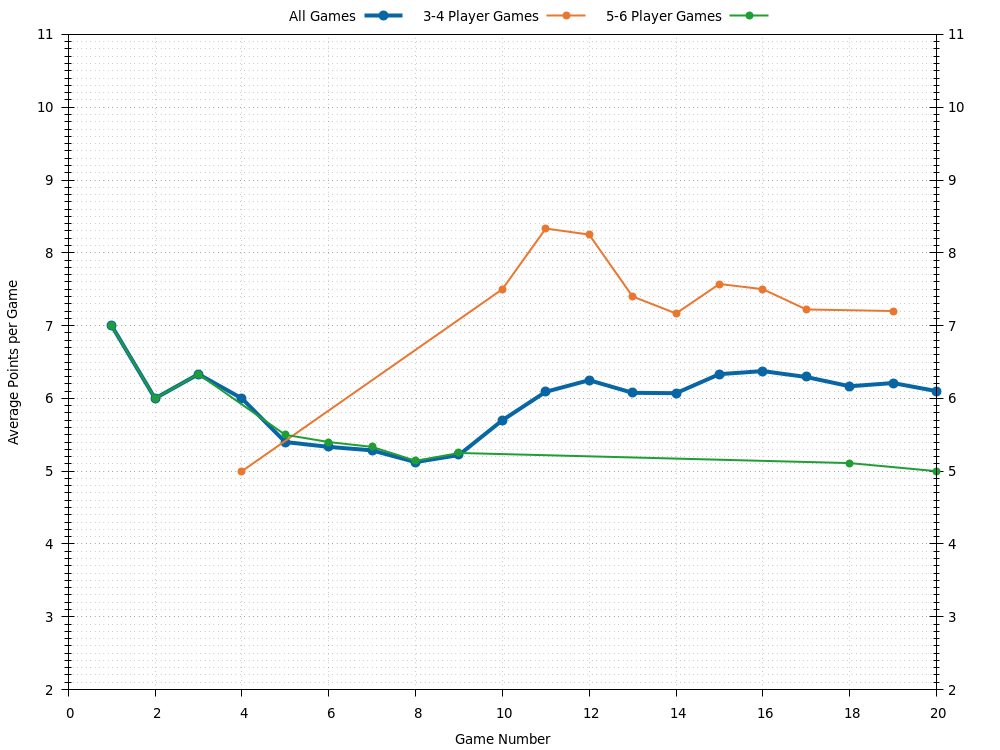 All Games 3-4 Player Games 5-6 Player Games
11 11
10 10
9 9
8 8
7 7
6 6
5 5
4 4
3 3
2 2
Average Points per Game
0 2 4 6 8 10 12 14 16 18 20
Game Number